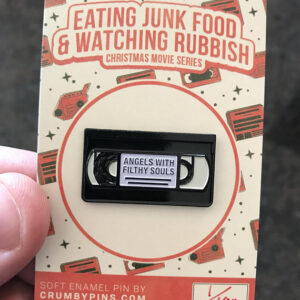 EATING JUNK FOOD
& WATCHING RUBBISH
CHRISTMAS MOVIE SERIES
ANGELS WITH
FILTHY SOULS
SOFT ENAMEL PIN BY
CRUMBYPINS.COM